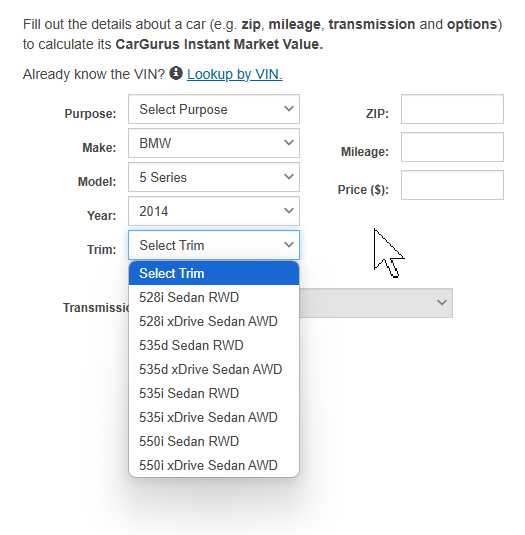 Fill out the details about a car (e.g. zip, mileage, transmission and options)
to calculate its CarGurus Instant Market Value.
Already know the VIN? Lookup by VIN.
Purpose: Select Purpose
ZIP:
Make: BMW
Mileage:
Model: 5 Series
Price ($):
Year: 2014
Trim: Select Trim
Select Trim
528i Sedan RWD
528i xDrive Sedan AWD
Transmissi
535d Sedan RWD
535d xDrive Sedan AWD
535i Sedan RWD
535i xDrive Sedan AWD
550i Sedan RWD
550i xDrive Sedan AWD